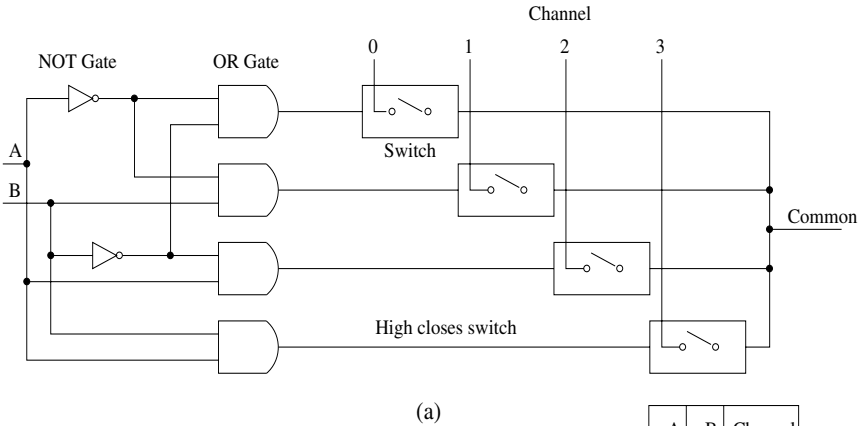 Channel
0 1 2 3
NOT Gate OR Gate
Switch
A
B
Common
High closes switch
(a)
A B Channel